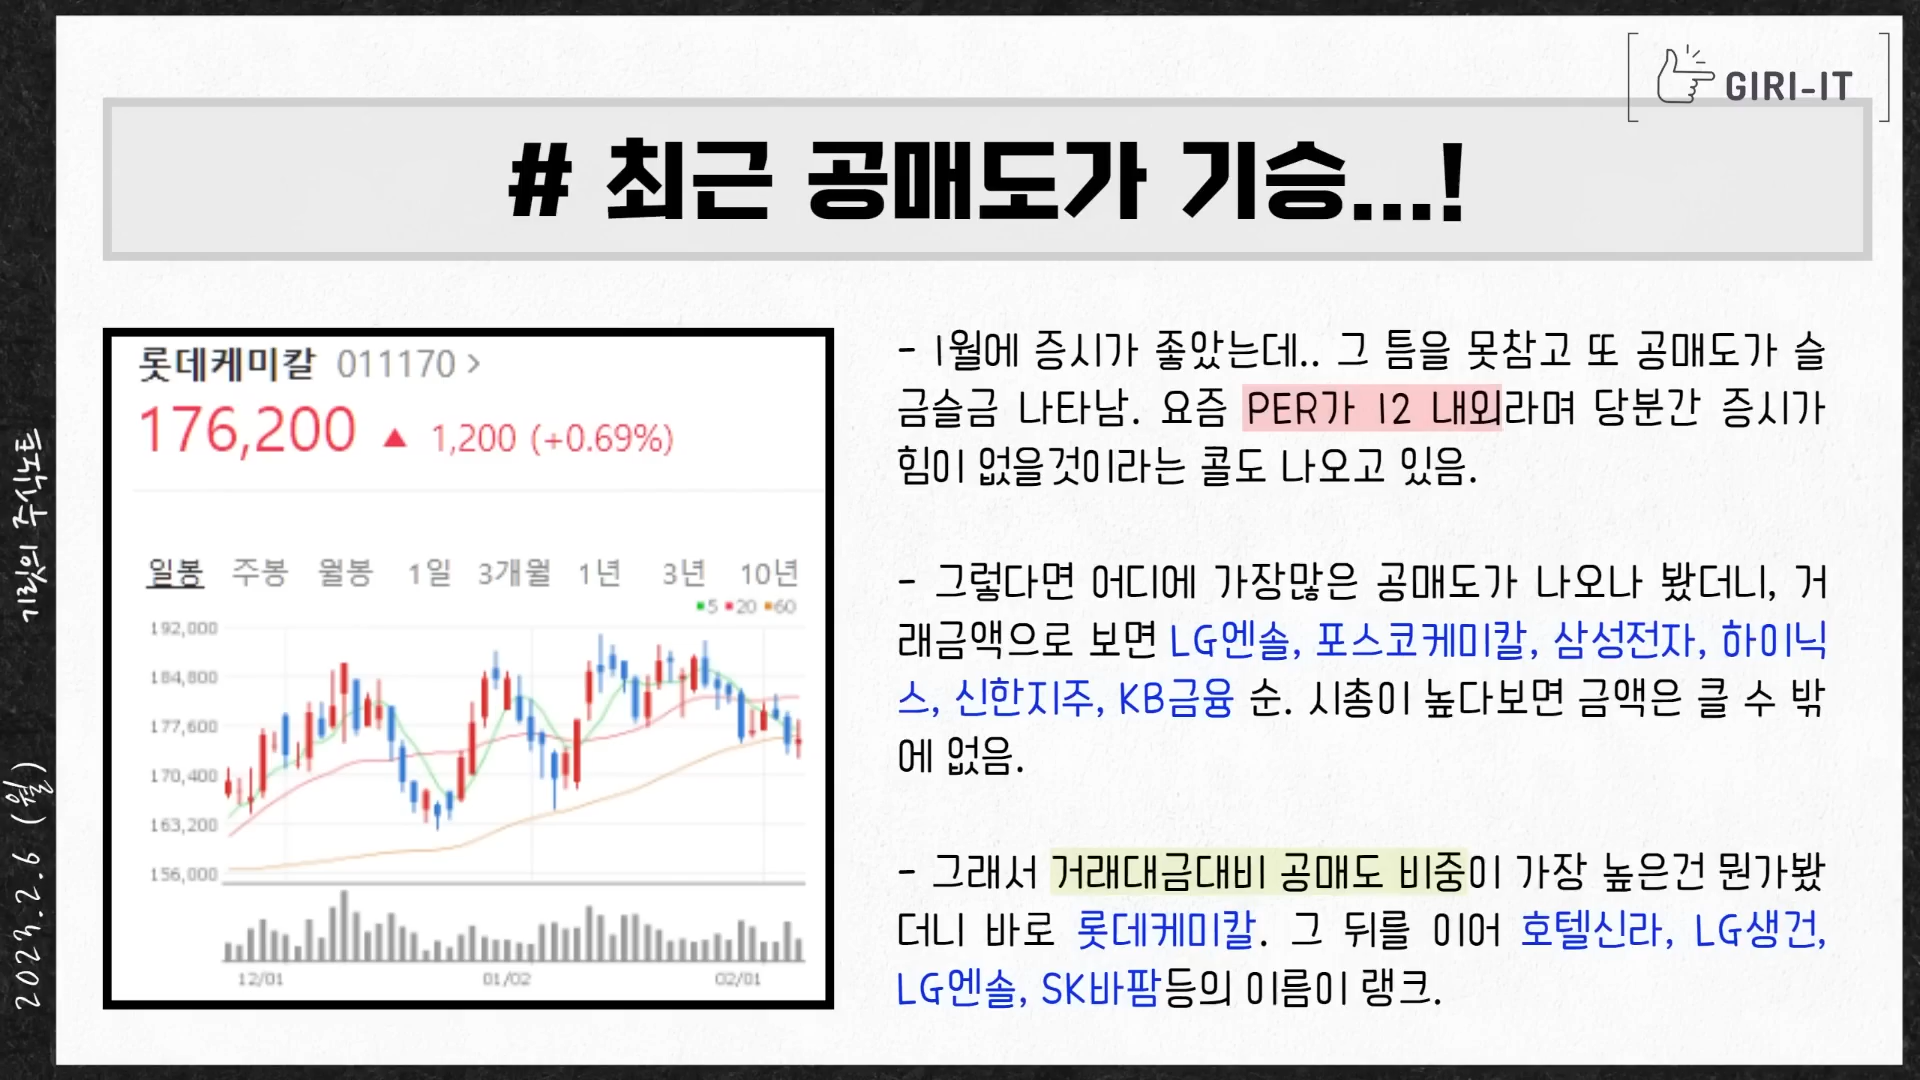 GIRI-IT
# 최근 공매도가 기승...!
롯데케미칼 011170 >
176,200 ▲ 1,200 (+0.69%)
일봉 주봉 월봉 1일 3개월 1년 3년 10년
5 20 60
192,000
184,800
177,600
170,400
163,200
156,000
12/01 01/02 02/01
- 1월에 증시가 좋았는데.. 그 틈을 못참고 또 공매도가 슬
금슬금 나타남. 요즘 PER가 12 내외라며 당분간 증시가
힘이 없을것이라는 콜도 나오고 있음.
- 그렇다면 어디에 가장많은 공매도가 나오나 봤더니, 거
래금액으로 보면 LG엔솔, 포스코케미칼, 삼성전자, 하이닉
스, 신한지주, KB금융 순. 시총이 높다보면 금액은 클 수 밖
에 없음.
- 그래서 거래대금대비 공매도 비중이 가장 높은건 뭔가봤
더니 바로 롯데케미칼. 그 뒤를 이어 호텔신라, LG생건,
LG엔솔, SK바팜등의 이름이 랭크.
기릿의 주식노트
2023.2.6 (월)